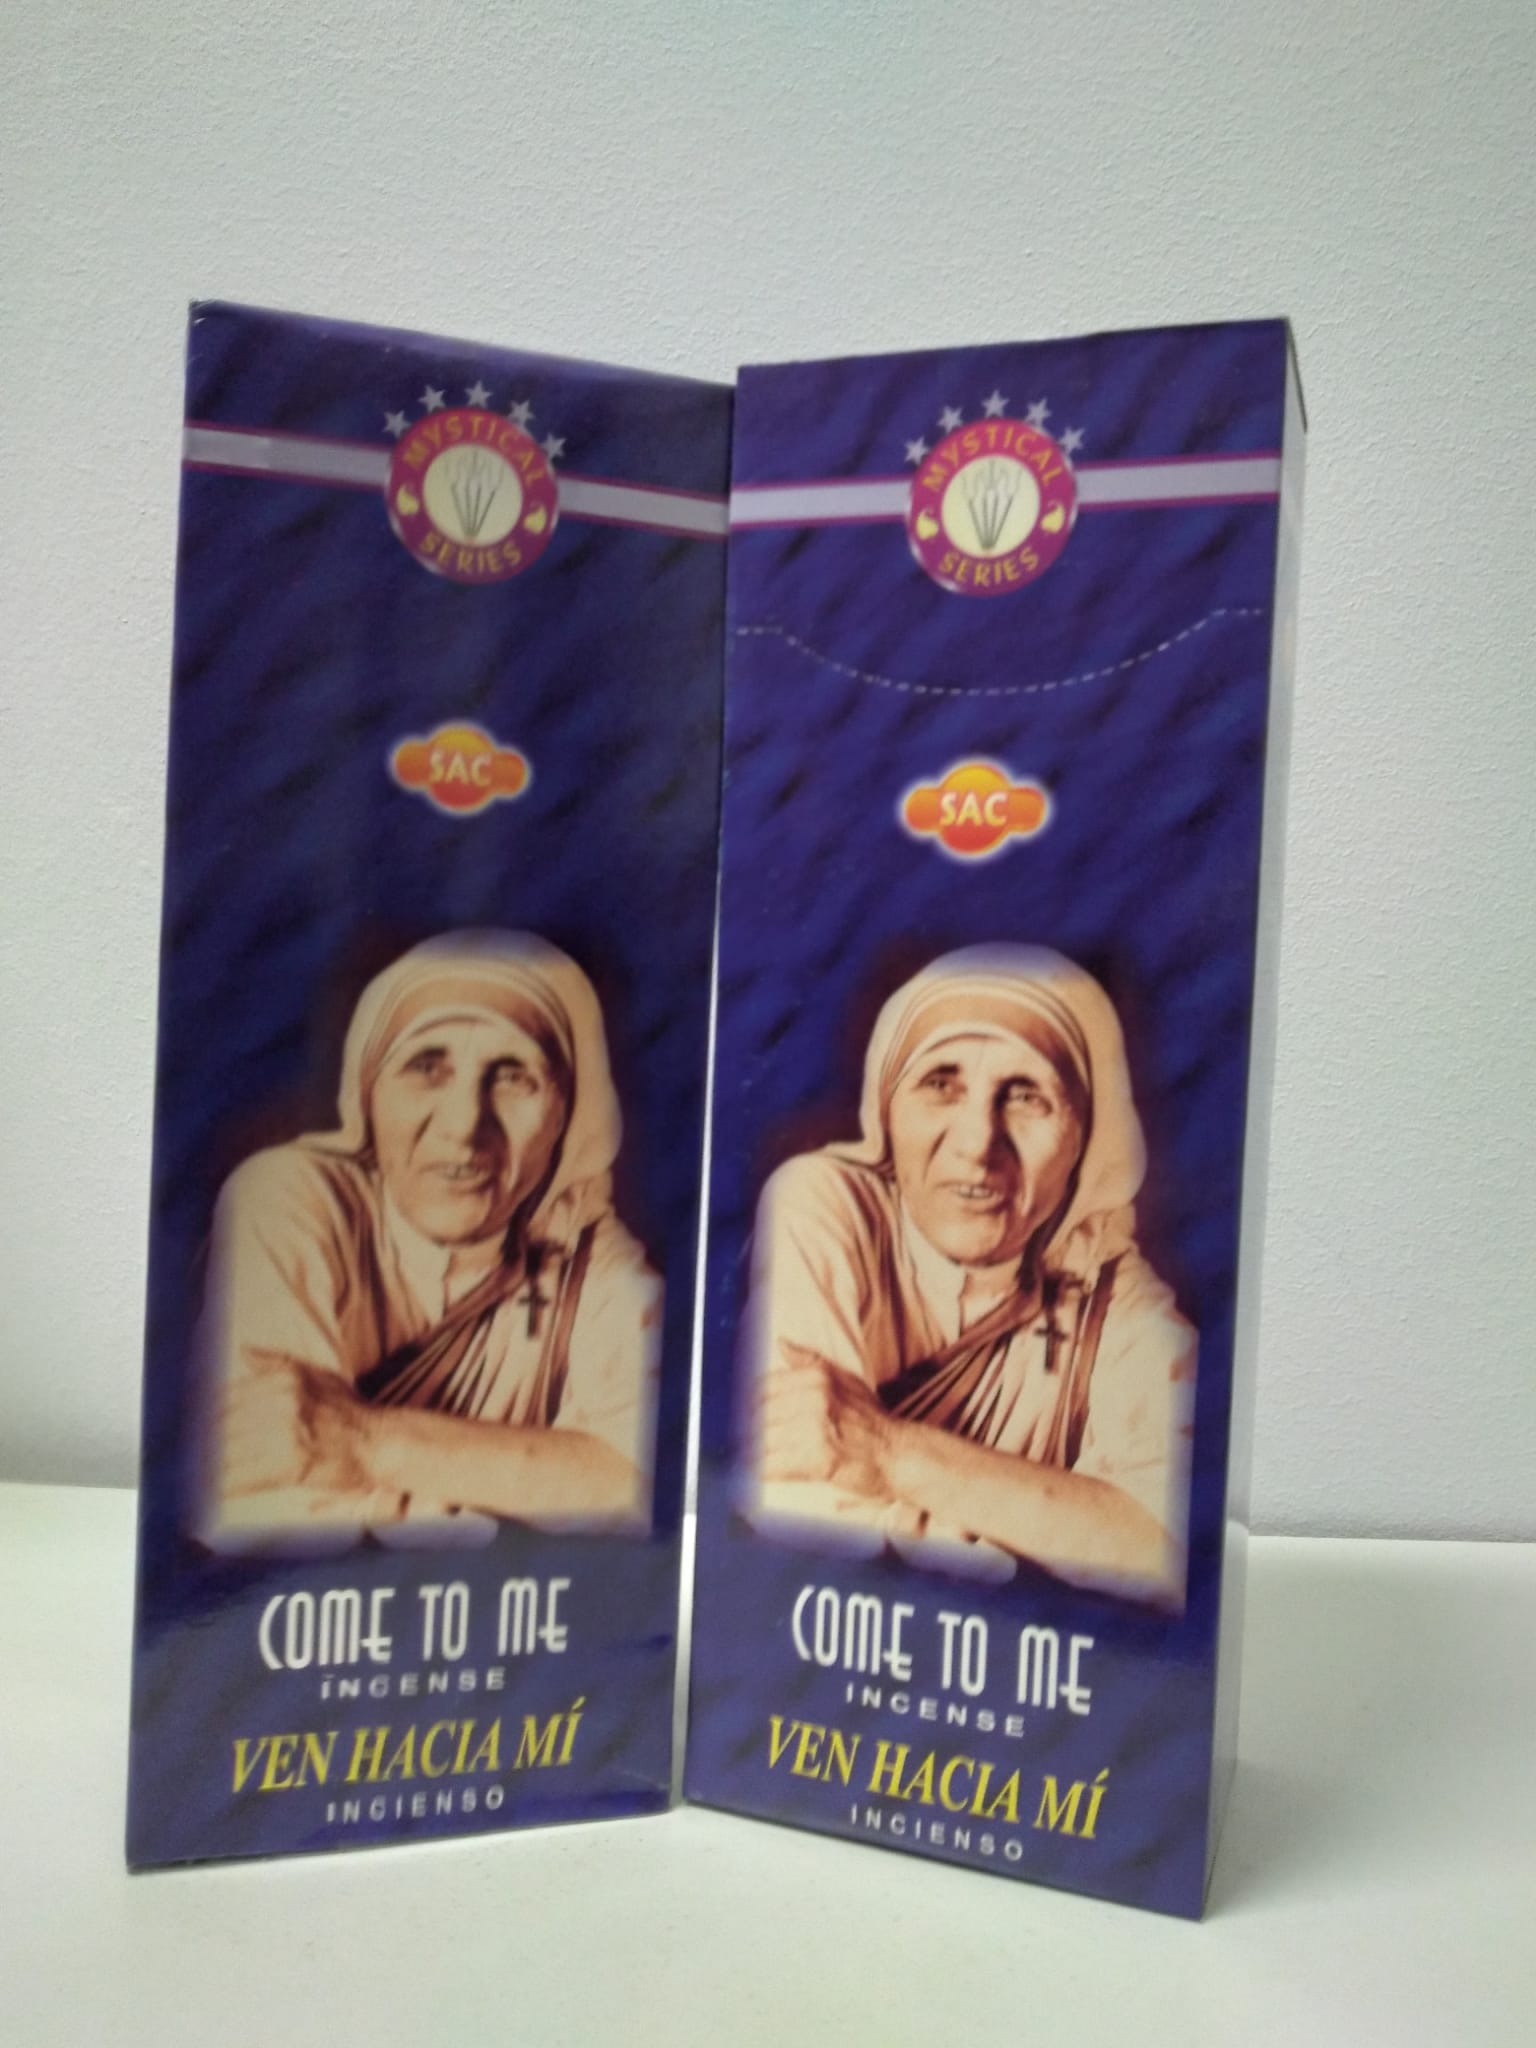 MYSTICAL
SERIES
SAC
COME TO ME
INCENSE
VEN HACIA MÍ
INCIENSO
MYSTICAL
SERIES
SAC
COME TO ME
INCENSE
VEN HACIA MÍ
INCIENSO